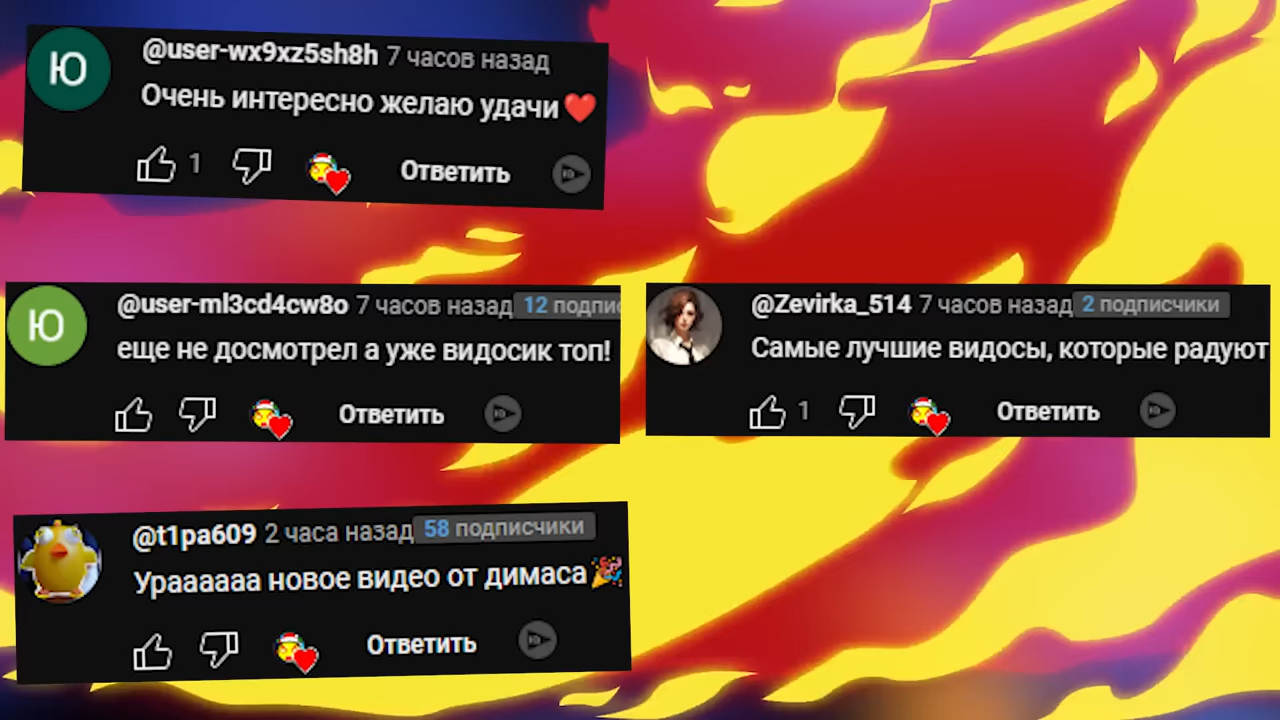 Ю
@user-wx9xz5sh8h 7 часов назад
Очень интересно желаю удачи❤️
1 Ответить
Ю
@user-ml3cd4cw8o 7 часов назад 12
еще не досмотрел а уже видосик топ!
Ответить
@Zevirka_514 7 часов назад 2 подписчики
Самые лучшие видосы, которые радуют
1 Ответить
@t1pa609 2 часа назад 58 подписчики
Ураааааа новое видео от димаса🎉
Ответить